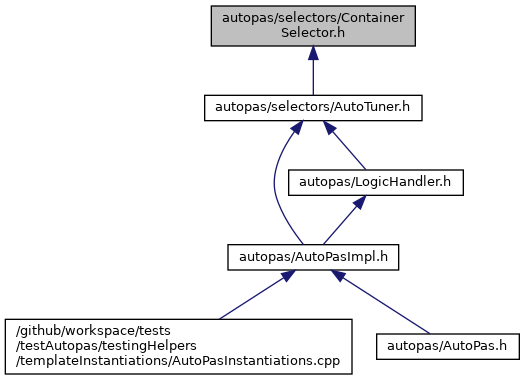 autopas/selectors/Container
Selector.h
autopas/selectors/AutoTuner.h
autopas/LogicHandler.h
autopas/AutoPasImpl.h
/github/workspace/tests
/testAutopas/testingHelpers
/templateInstantiations/AutoPasInstantiations.cpp
autopas/AutoPas.h